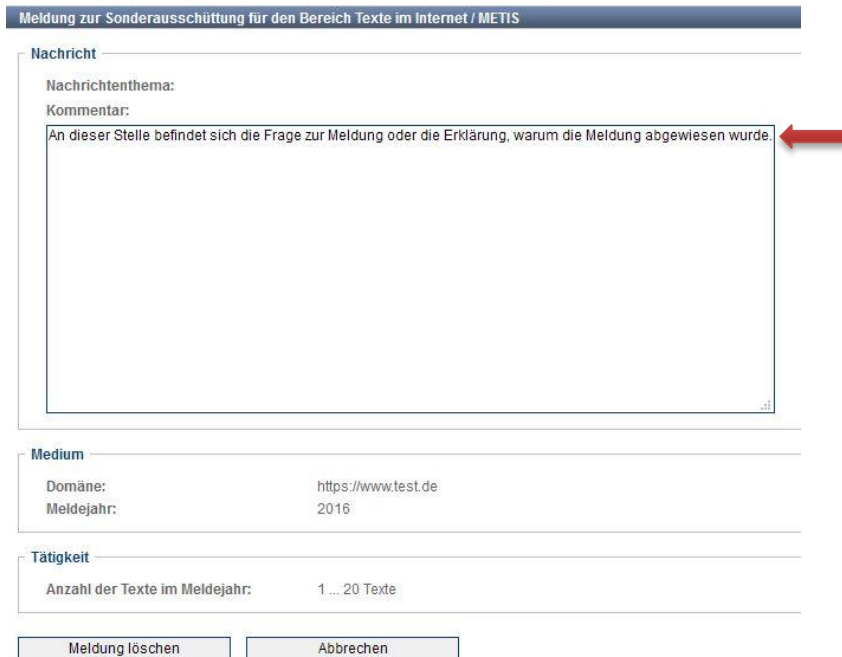 Meldung zur Sonderausschüttung für den Bereich Texte im Internet / METIS
Nachricht
Nachrichtenthema:
Kommentar:
An dieser Stelle befindet sich die Frage zur Meldung oder die Erklärung, warum die Meldung abgewiesen wurde.
Medium
Domäne: https://www.test.de
Meldejahr: 2016
Tätigkeit
Anzahl der Texte im Meldejahr: 1 ... 20 Texte
Meldung löschen Abbrechen